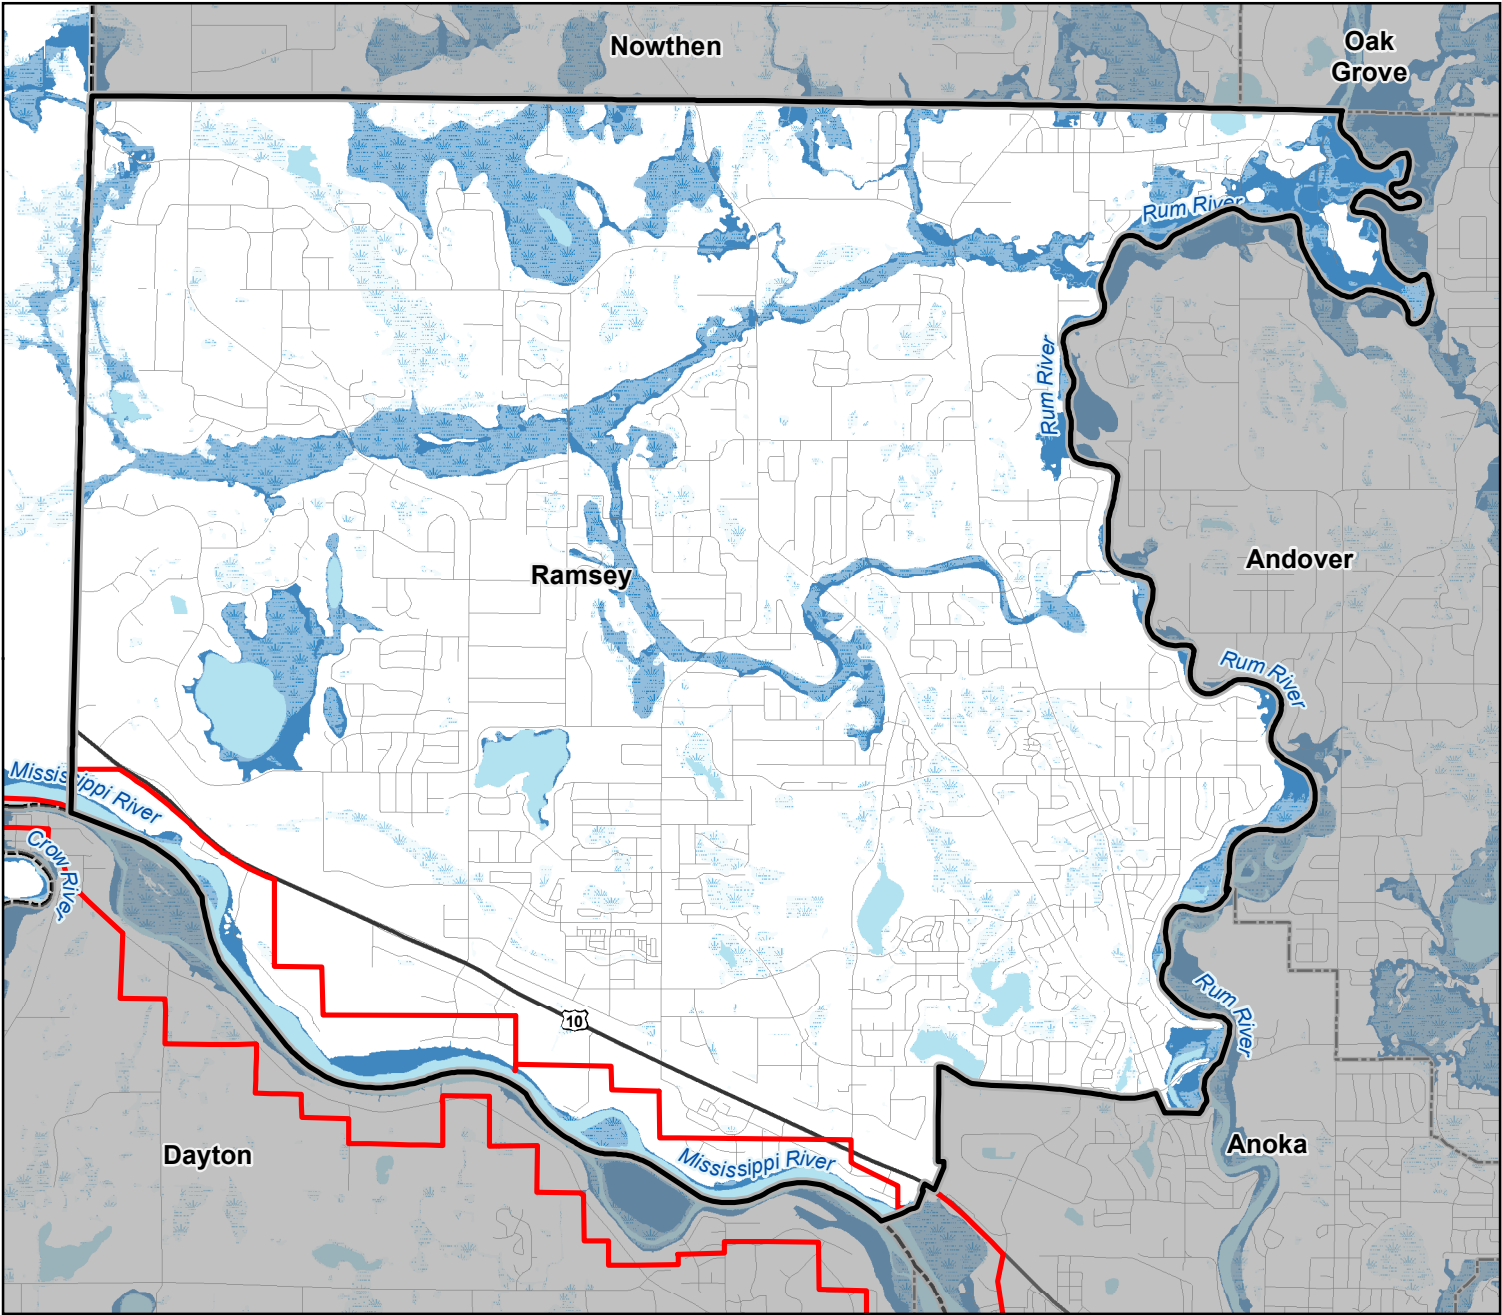 Nowthen
Oak
Grove
Rum River
Rum River
Andover
Ramsey
Rum River
Mississippi River
Crow River
Rum River
10
Dayton
Anoka
Mississippi River